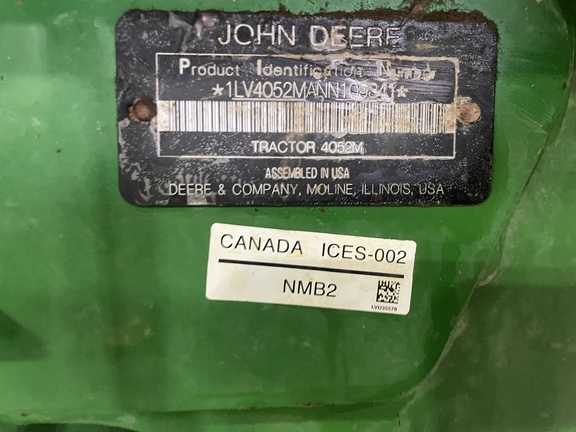 JOHN DEERE
Product Identification Number
TRACTOR 4052M
ASSEMBLED IN USA
DEERE & COMPANY, MOLINE, ILLINOIS, USA
CANADA ICES-002
NMB2
LVU35578